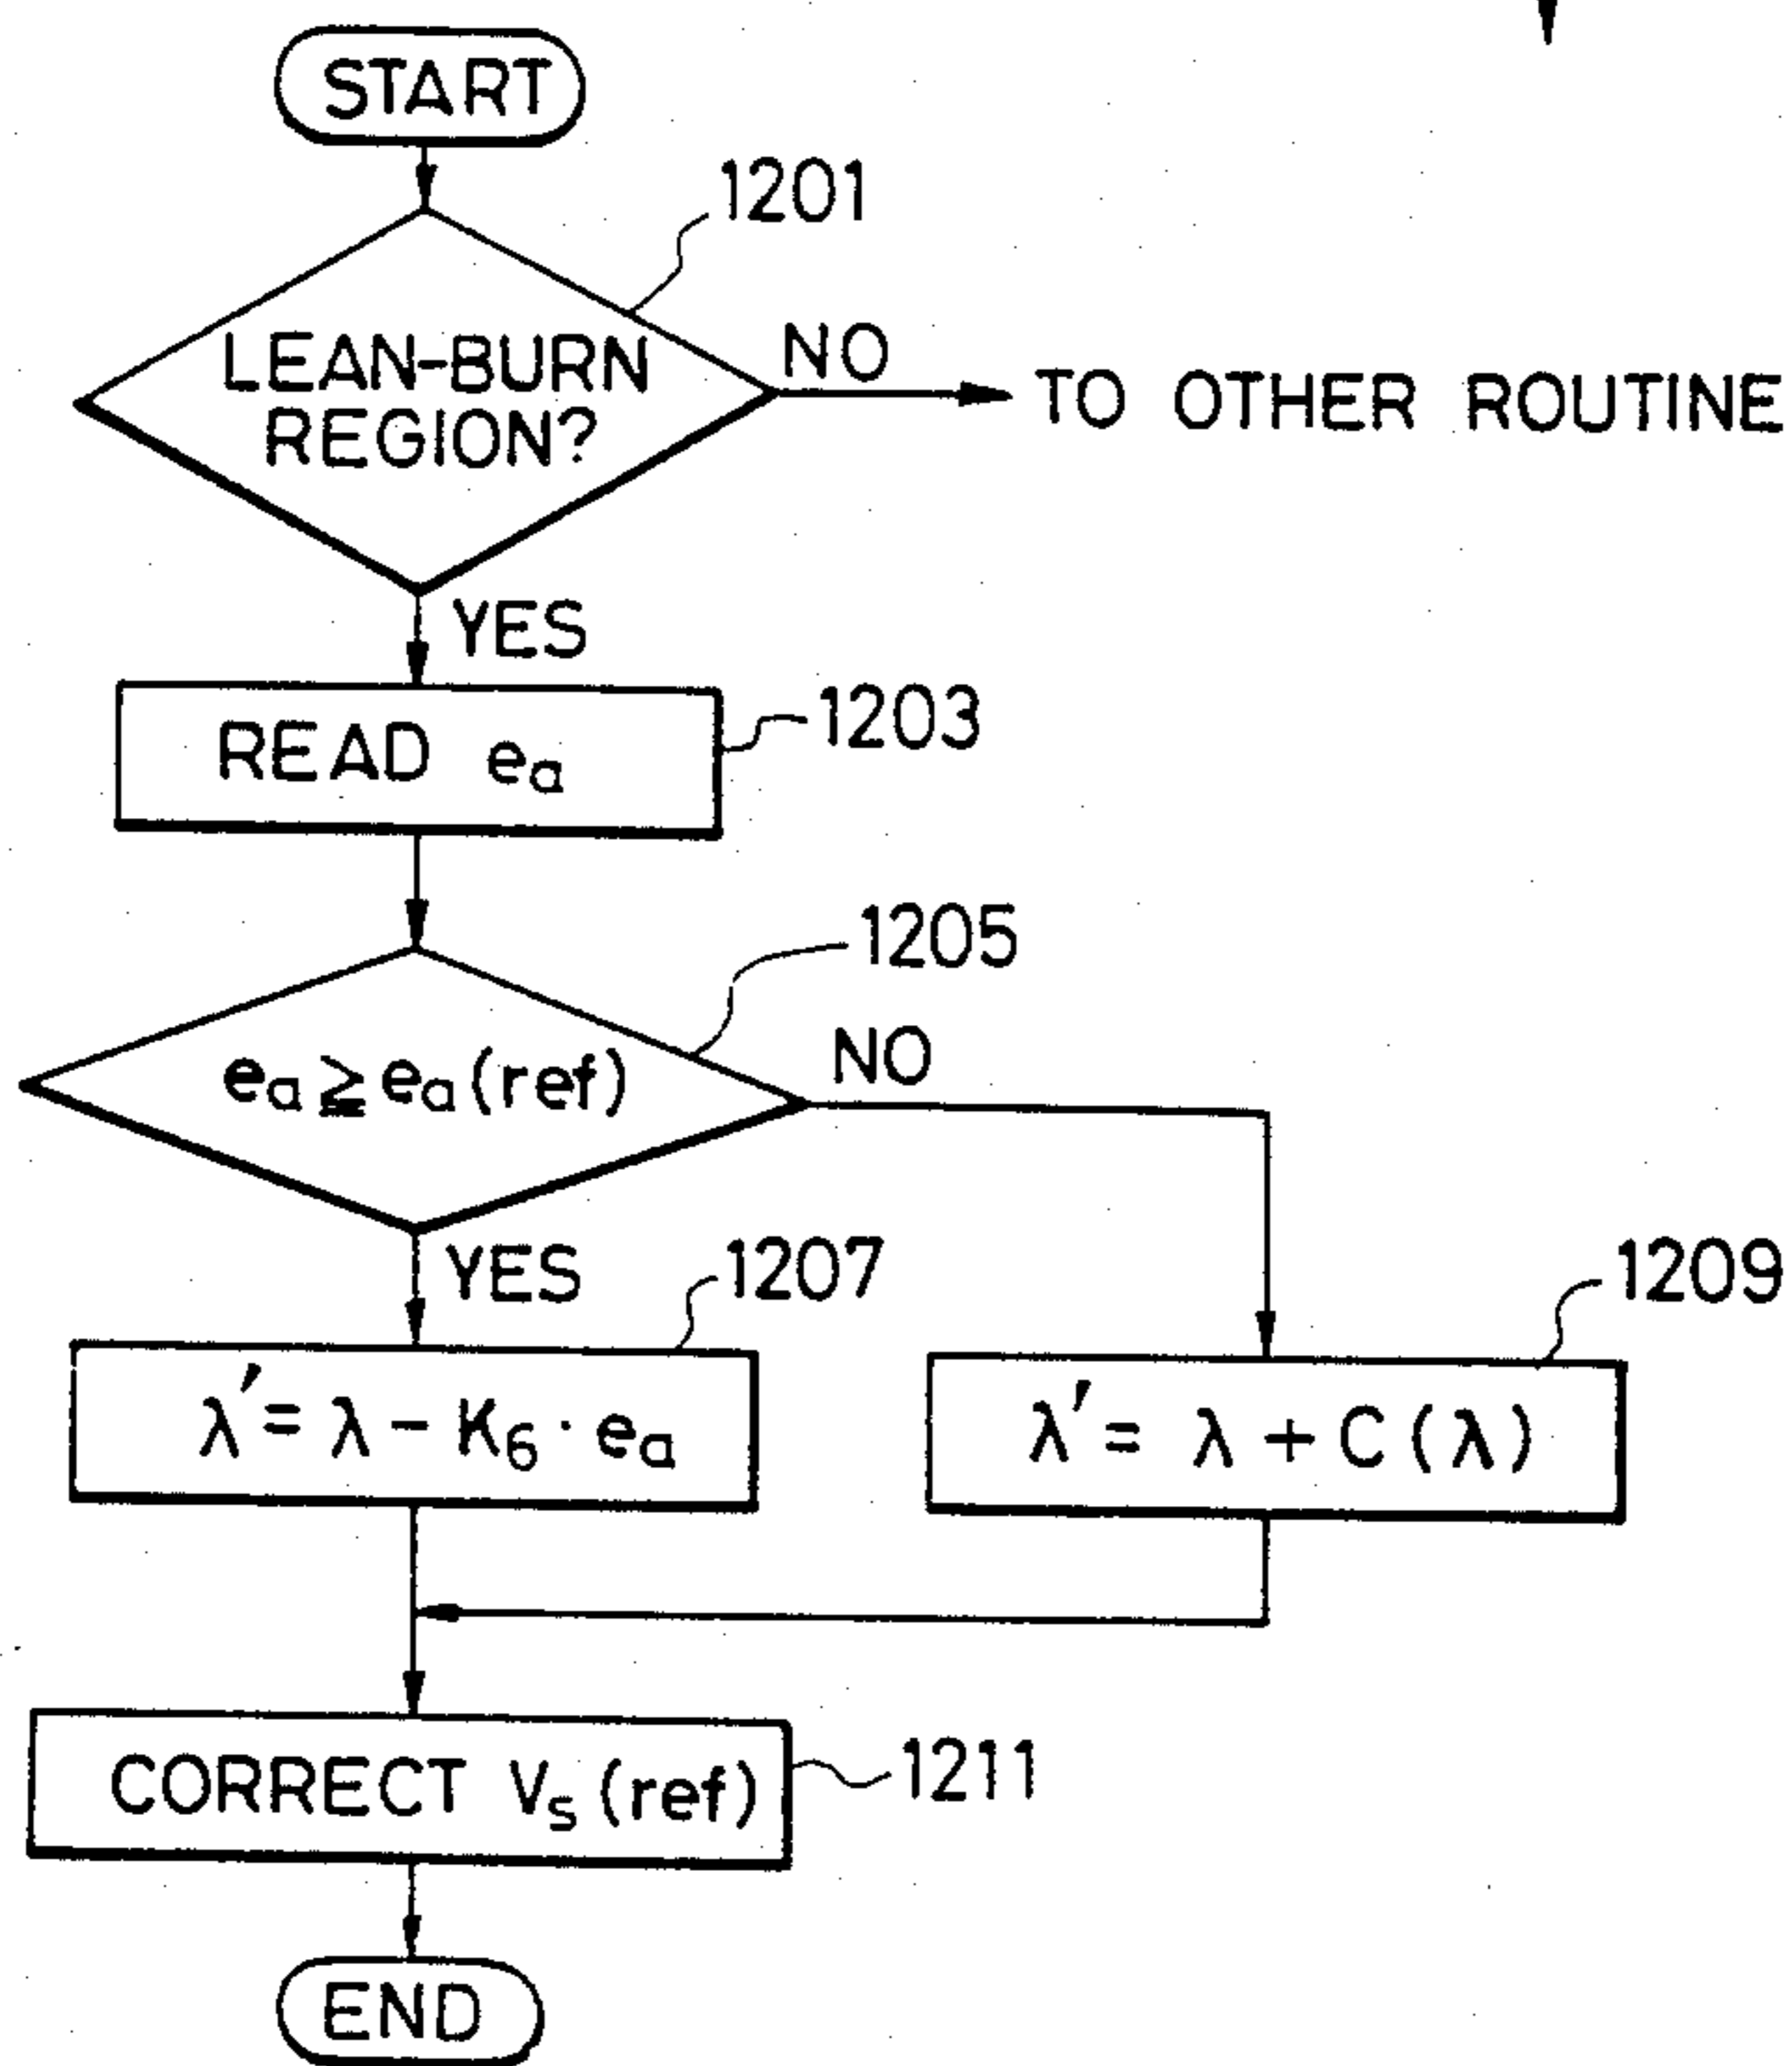 START
1201
LEAN-BURN
REGION?
NO
TO OTHER ROUTINE
YES
READ eₐ
1203
1205
eₐ ≧ eₐ (ref)
NO
YES
1207
1209
λ' = λ − K₆ · eₐ
λ' = λ + C (λ)
CORRECT Vₛ (ref)
1211
END